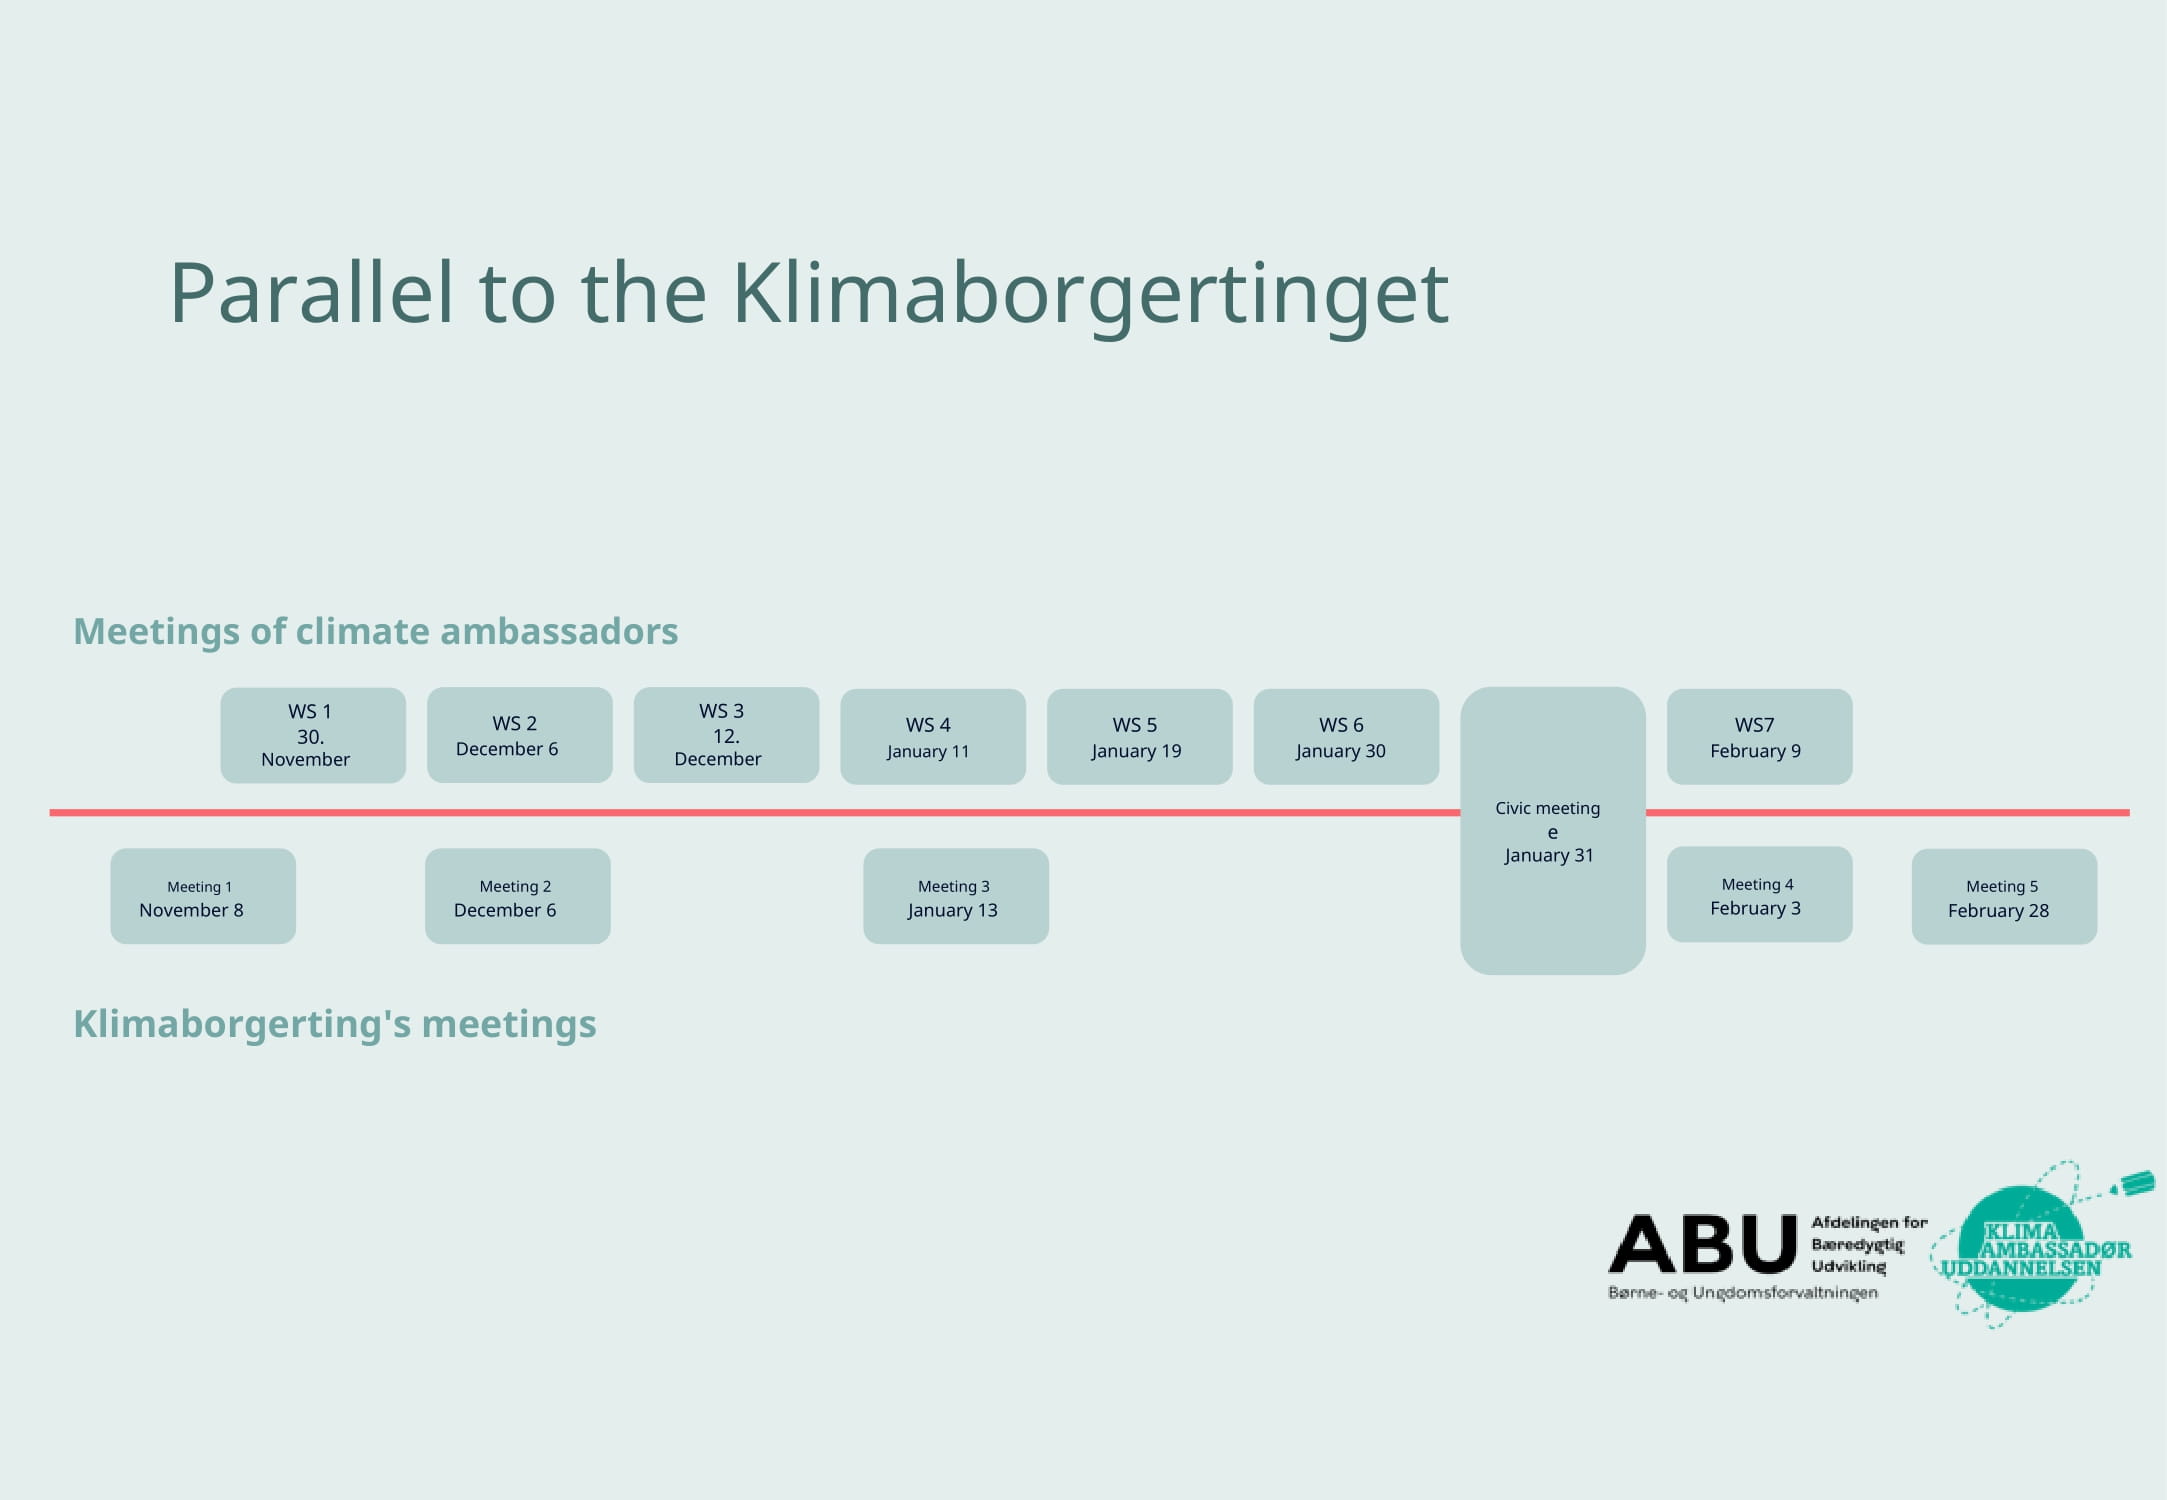 Parallel to the Klimaborgertinget
Meetings of climate ambassadors
WS 1
30.
November
WS 2
December 6
WS 3
12.
December
WS 4
January 11
WS 5
January 19
WS 6
January 30
Civic meeting
e
January 31
WS7
February 9
Meeting 1
November 8
Meeting 2
December 6
Meeting 3
January 13
Meeting 4
February 3
Meeting 5
February 28
Klimaborgerting's meetings
ABU
Afdelingen for
Bæredygtig
Udvikling
Børne- og Ungdomsforvaltningen
KLIMA
AMBASSADØR
UDDANNELSEN